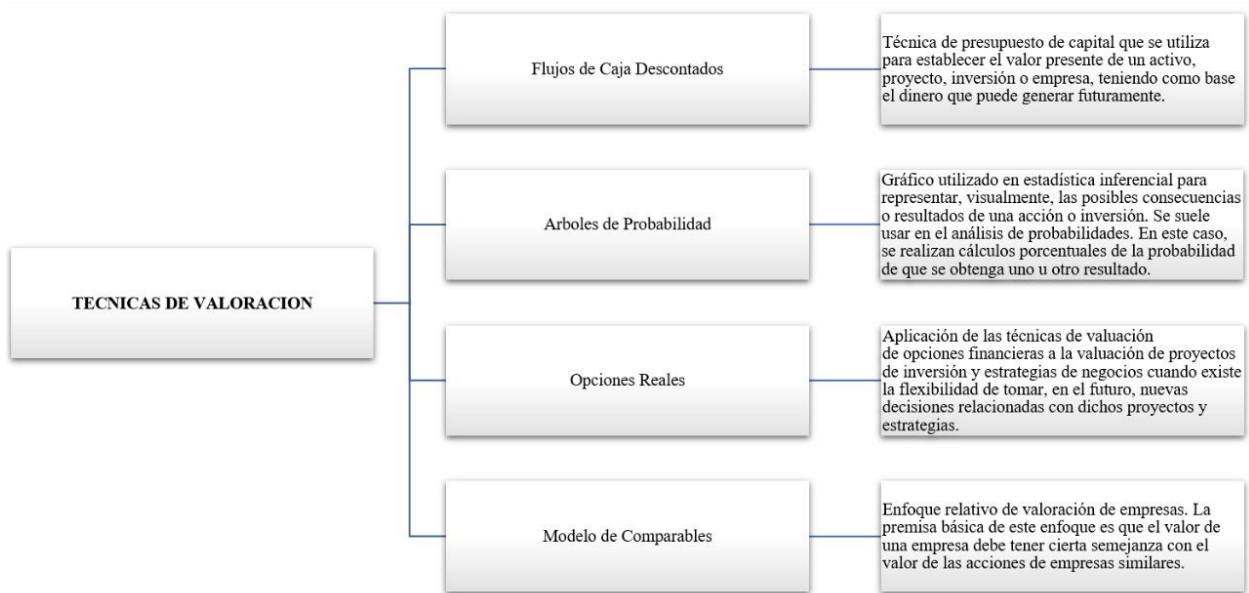 TECNICAS DE VALORACION
Flujos de Caja Descontados
Técnica de presupuesto de capital que se utiliza
para establecer el valor presente de un activo,
proyecto, inversión o empresa, teniendo como base
el dinero que puede generar futuramente.
Arboles de Probabilidad
Gráfico utilizado en estadística inferencial para
representar, visualmente, las posibles consecuencias
o resultados de una acción o inversión. Se suele
usar en el análisis de probabilidades. En este caso,
se realizan cálculos porcentuales de la probabilidad
de que se obtenga uno u otro resultado.
Opciones Reales
Aplicación de las técnicas de valuación
de opciones financieras a la valuación de proyectos
de inversión y estrategias de negocios cuando existe
la flexibilidad de tomar, en el futuro, nuevas
decisiones relacionadas con dichos proyectos y
estrategias.
Modelo de Comparables
Enfoque relativo de valoración de empresas. La
premisa básica de este enfoque es que el valor de
una empresa debe tener cierta semejanza con el
valor de las acciones de empresas similares.